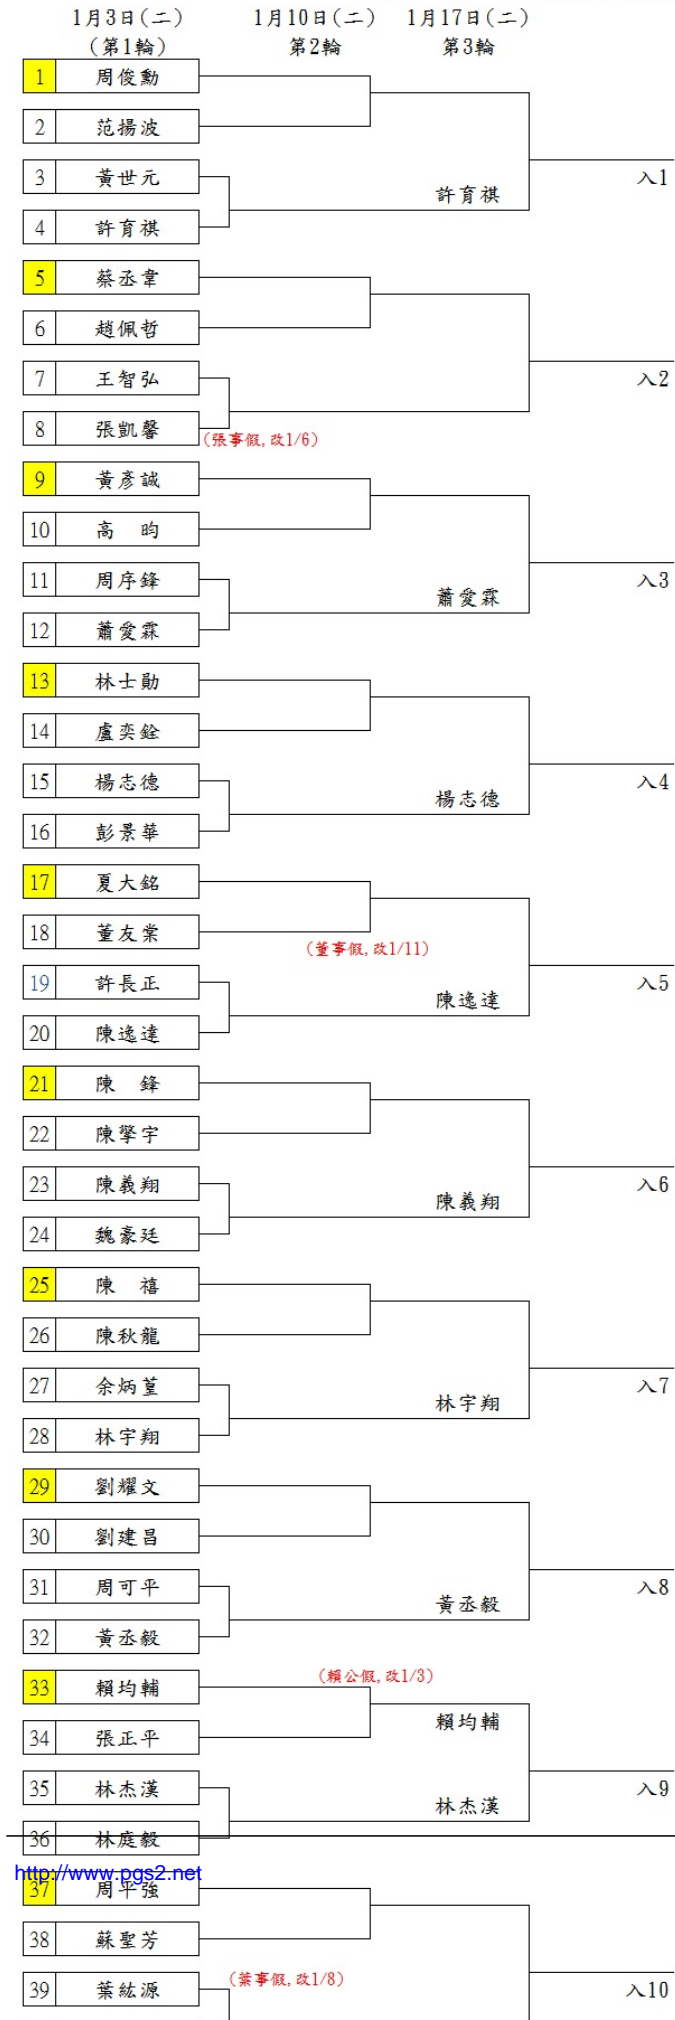 1月3日(二) 1月10日(二) 1月17日(二)
(第1輪) 第2輪 第3輪
1 周俊勳
2 范揚波
3 黃世元
許育祺
入1
4 許育祺
5 蔡丞韋
6 趙佩哲
7 王智弘
入2
8 張凱馨
(張事假,改1/6)
9 黃彥誠
10 高 昀
11 周序鋒
入3
蕭愛霖
12 蕭愛霖
13 林士勛
14 盧奕銓
15 楊志德
入4
楊志德
16 彭景華
17 夏大銘
18 董友棠
(董事假,改1/11)
19 許長正
入5
陳逸達
20 陳逸達
21 陳 鋒
22 陳擎宇
23 陳義翔
入6
陳義翔
24 魏豪廷
25 陳 禧
26 陳秋龍
27 余炳菫
入7
林宇翔
28 林宇翔
29 劉耀文
30 劉建昌
31 周可平
入8
黃丞毅
32 黃丞毅
(賴公假,改1/3)
33 賴均輔
賴均輔
34 張正平
35 林杰漢
入9
林杰漢
36 林庭毅
http://www.pgs2.net
37 周平強
38 蘇聖芳
(葉事假,改1/8)
39 葉紘源
入10